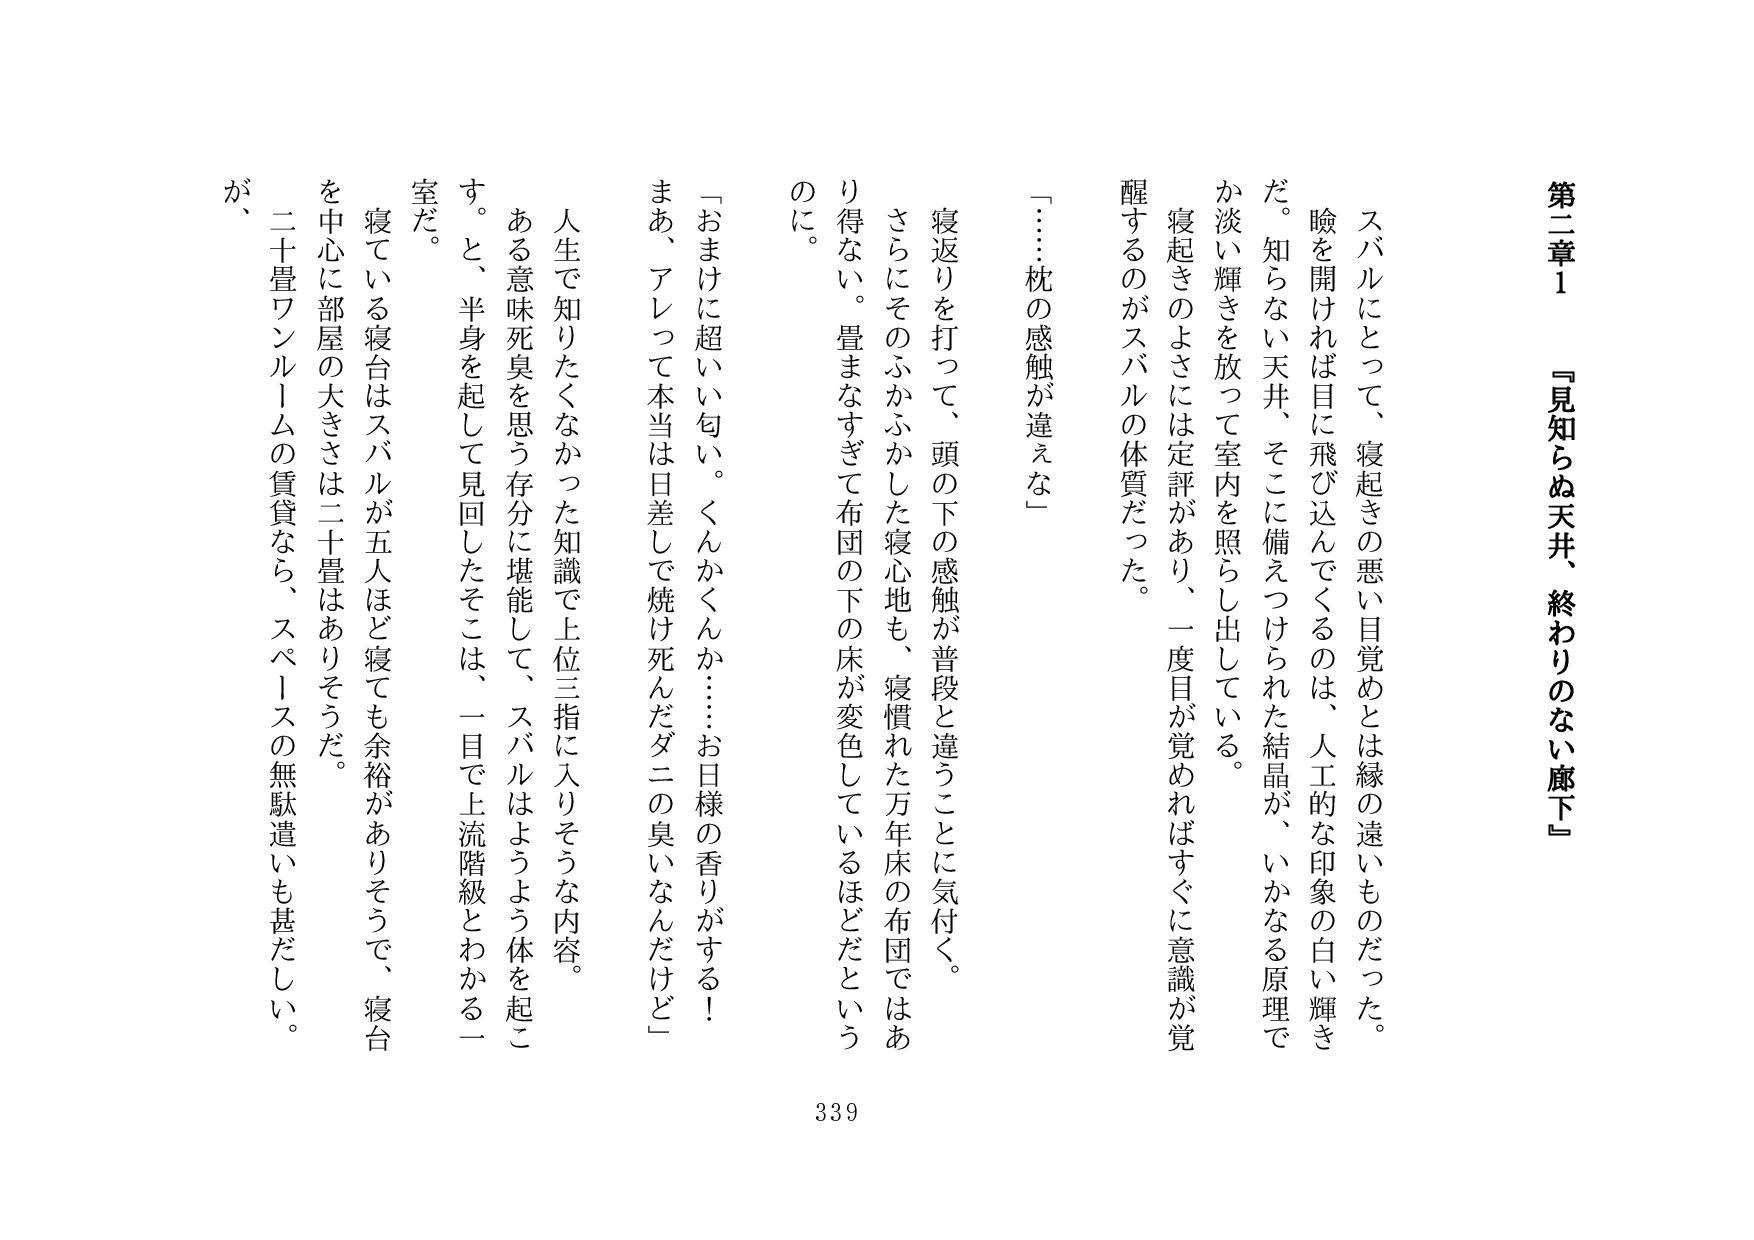 第二章1　『見知らぬ天井、終わりのない廊下』
　スバルにとって、寝起きの悪い目覚めとは縁の遠いものだった。
　瞼を開ければ目に飛び込んでくるのは、人工的な印象の白い輝き
だ。知らない天井、そこに備えつけられた結晶が、いかなる原理で
か淡い輝きを放って室内を照らし出している。
　寝起きのよさには定評があり、一度目が覚めればすぐに意識が覚
醒するのがスバルの体質だった。
「……枕の感触が違えな」
　寝返りを打って、頭の下の感触が普段と違うことに気付く。
　さらにそのふかふかした寝心地も、寝慣れた万年床の布団ではあ
り得ない。畳まなすぎて布団の下の床が変色しているほどだという
のに。
「おまけに超いい匂い。くんかくんか……お日様の香りがする！
まあ、アレって本当は日差しで焼け死んだダニの臭いなんだけど」
　人生で知りたくなかった知識で上位三指に入りそうな内容。
　ある意味死臭を思う存分に堪能して、スバルはようよう体を起こ
す。と、半身を起して見回したそこは、一目で上流階級とわかる一
室だ。
　寝ている寝台はスバルが五人ほど寝ても余裕がありそうで、寝台
を中心に部屋の大きさは二十畳はありそうだ。
　二十畳ワンルームの賃貸なら、スペースの無駄遣いも甚だしい。
が、
339